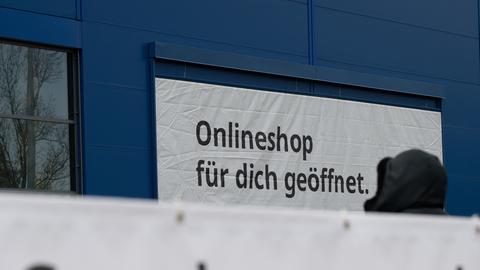 Onlineshop
für dich geöffnet.